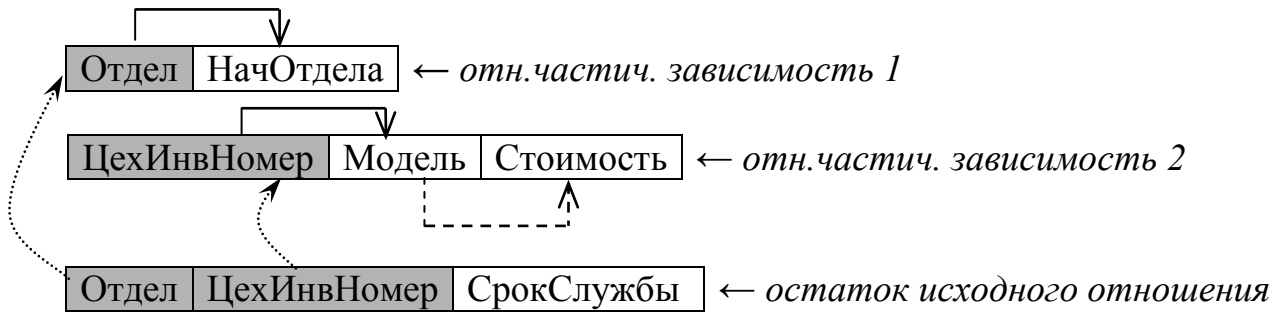 Отдел НачОтдела ← отн.частич. зависимость 1
ЦехИнвНомер Модель Стоимость ← отн.частич. зависимость 2
Отдел ЦехИнвНомер СрокСлужбы ← остаток исходного отношения